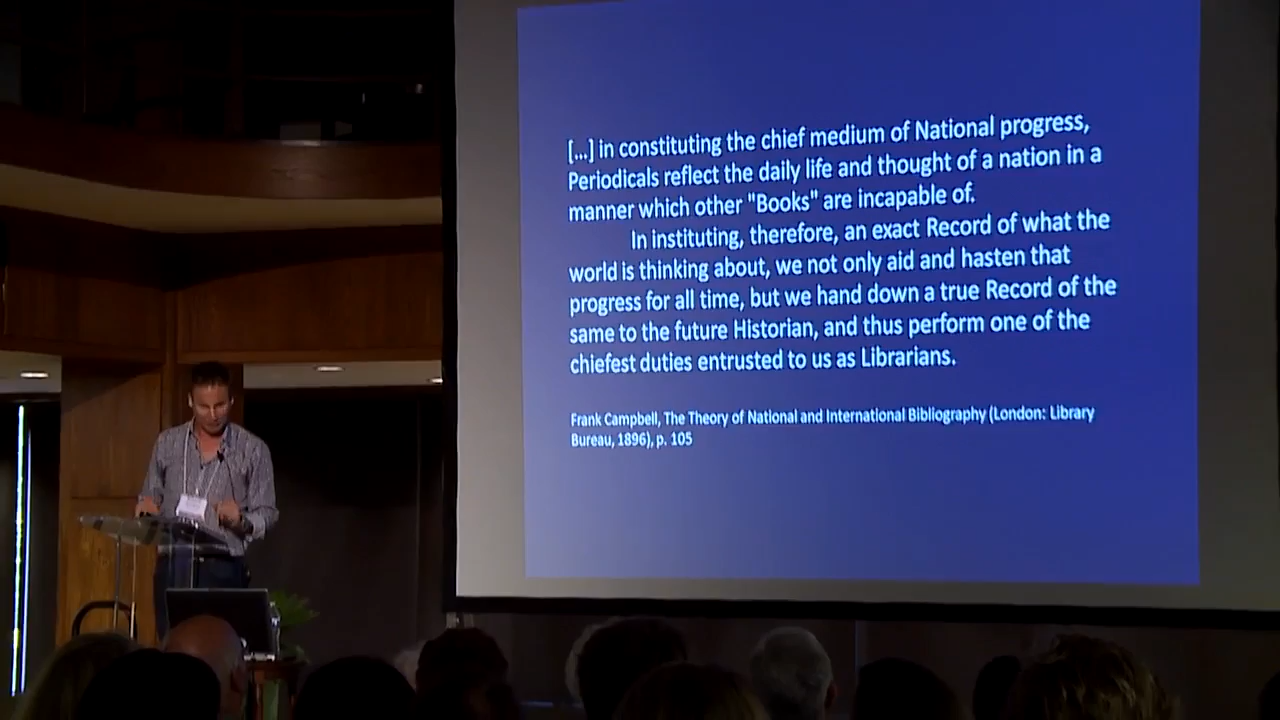 [...] in constituting the chief medium of National progress,
Periodicals reflect the daily life and thought of a nation in a
manner which other "Books" are incapable of.
In instituting, therefore, an exact Record of what the
world is thinking about, we not only aid and hasten that
progress for all time, but we hand down a true Record of the
same to the future Historian, and thus perform one of the
chiefest duties entrusted to us as Librarians.
Frank Campbell, The Theory of National and International Bibliography (London: Library
Bureau, 1896), p. 105